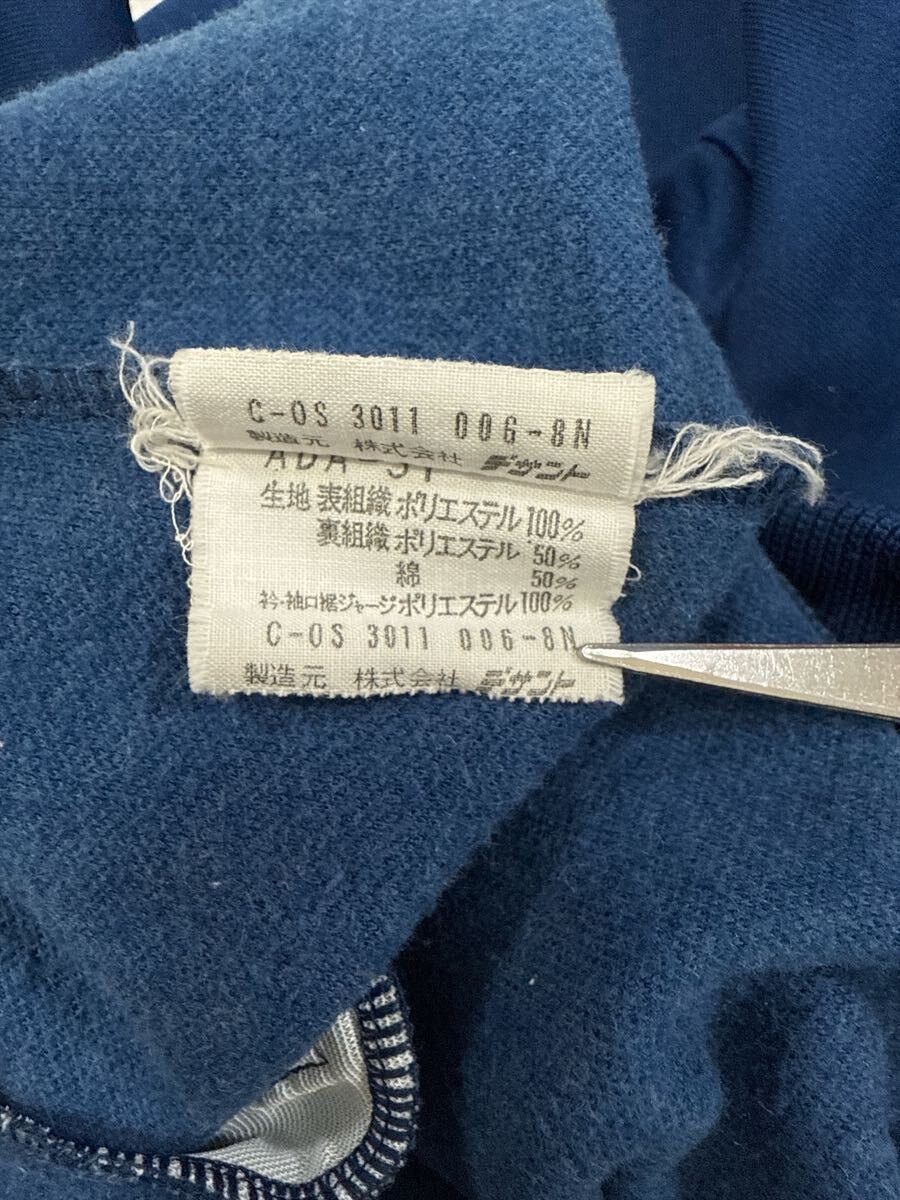 C-OS 3011 006-8N
製造元 株式会社 デサント
生地 表組織 ポリエステル 100%
裏組織 ポリエステル 50%
綿 50%
衿・袖口裾ジャージポリエステル 100%
C-OS 3011 006-8N
製造元 株式会社 デサント